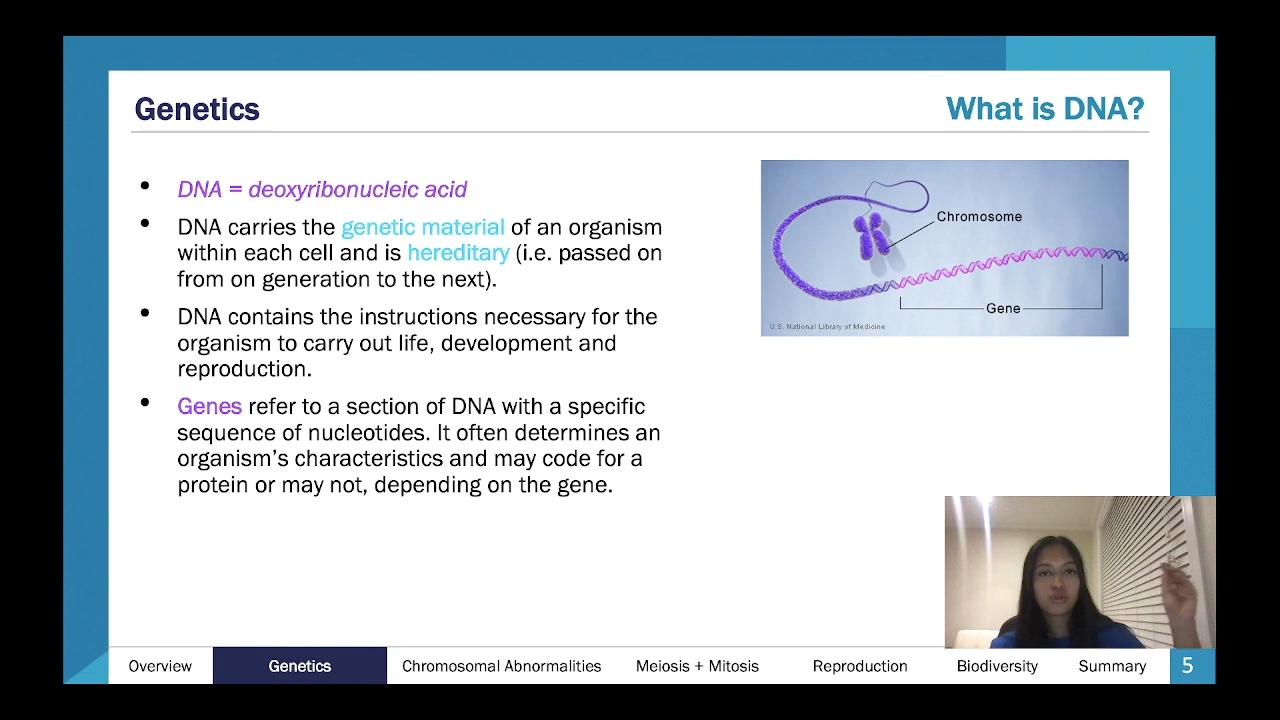 Genetics
What is DNA?
DNA = deoxyribonucleic acid
DNA carries the genetic material of an organism
within each cell and is hereditary (i.e. passed on
from on generation to the next).
DNA contains the instructions necessary for the
organism to carry out life, development and
reproduction.
Genes refer to a section of DNA with a specific
sequence of nucleotides. It often determines an
organism’s characteristics and may code for a
protein or may not, depending on the gene.
Chromosome
Gene
U.S. National Library of Medicine
Overview Genetics Chromosomal Abnormalities Meiosis + Mitosis Reproduction Biodiversity Summary 5